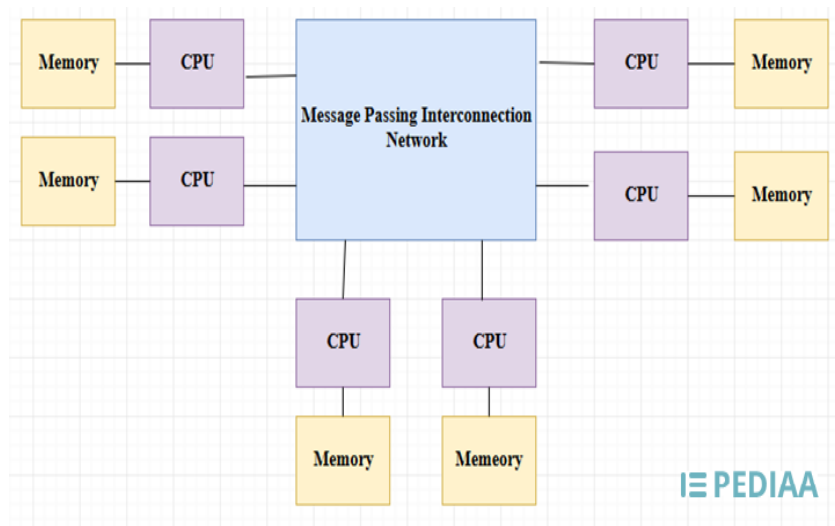 Memory
CPU
Message Passing Interconnection
Network
CPU
Memory
Memory
CPU
CPU
Memory
CPU
CPU
Memory
Memeory
PEDIAA